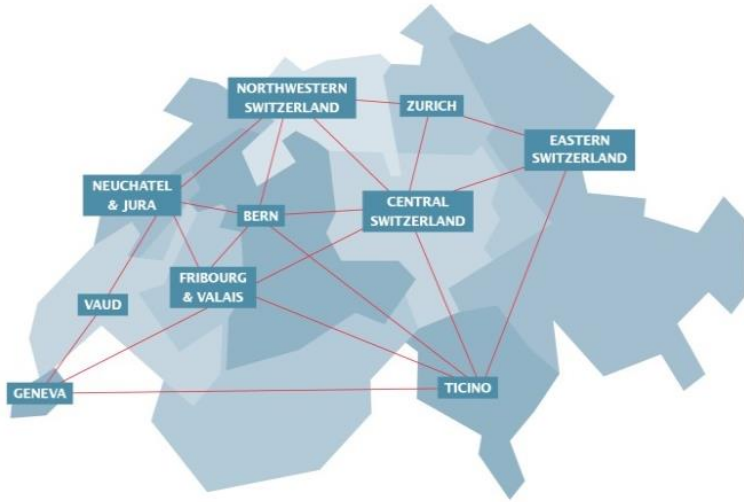 NORTHWESTERN
SWITZERLAND
ZURICH
EASTERN
SWITZERLAND
NEUCHATEL
& JURA
BERN
CENTRAL
SWITZERLAND
FRIBOURG
& VALAIS
VAUD
GENEVA
TICINO